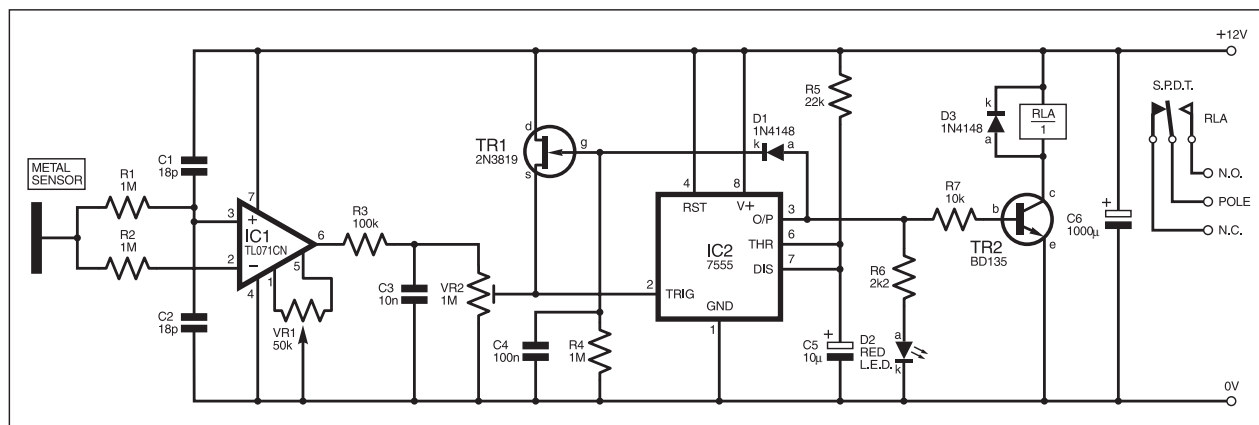 +12V
METAL
SENSOR
R1
1M
R2
1M
C1
18p
C2
18p
3
2
+
−
7
4
IC1
TL071CN
6
1
5
VR1
50k
R3
100k
C3
10n
VR2
1M
d
g
s
TR1
2N3819
C4
100n
R4
1M
k
a
D1
1N4148
4
8
RST
V+
O/P
3
IC2
7555
THR
6
DIS
7
2
TRIG
GND
1
R5
22k
+
C5
10µ
R6
2k2
a
k
D2
RED
L.E.D.
R7
10k
k
a
D3
1N4148
RLA
1
b
c
e
TR2
BD135
+
C6
1000µ
S.P.D.T.
RLA
N.O.
POLE
N.C.
0V